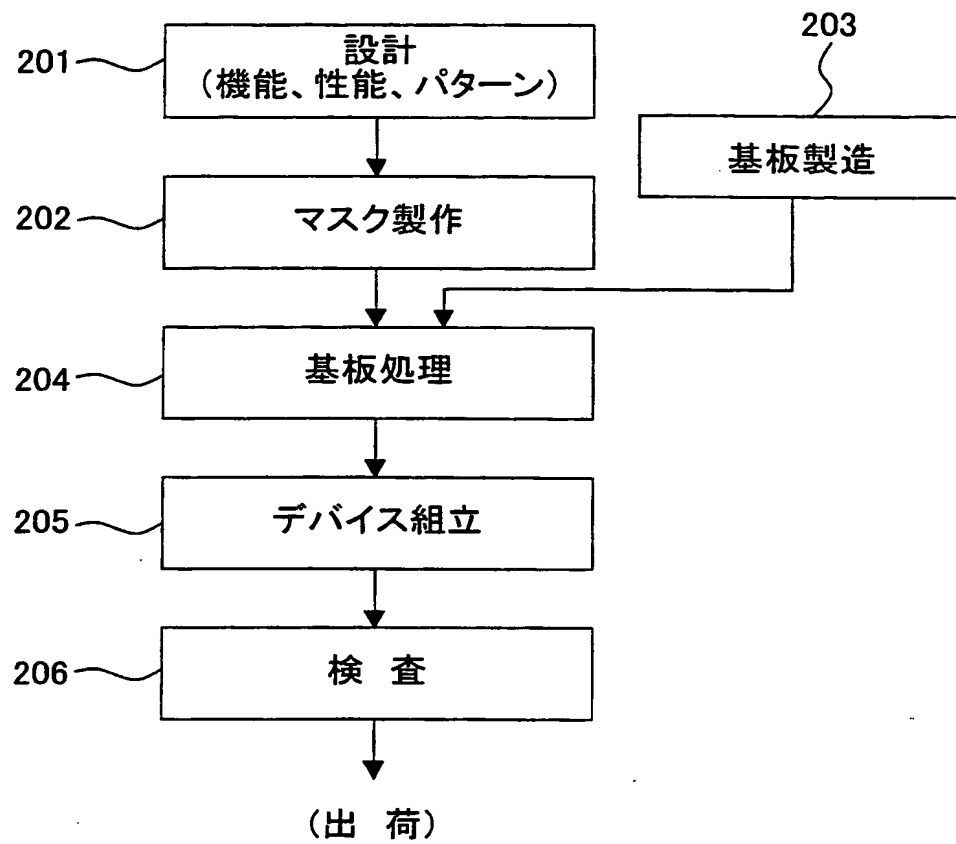 203
201
設計
(機能、性能、パターン)
基板製造
202
マスク製作
204
基板処理
205
デバイス組立
206
検 査
(出 荷)